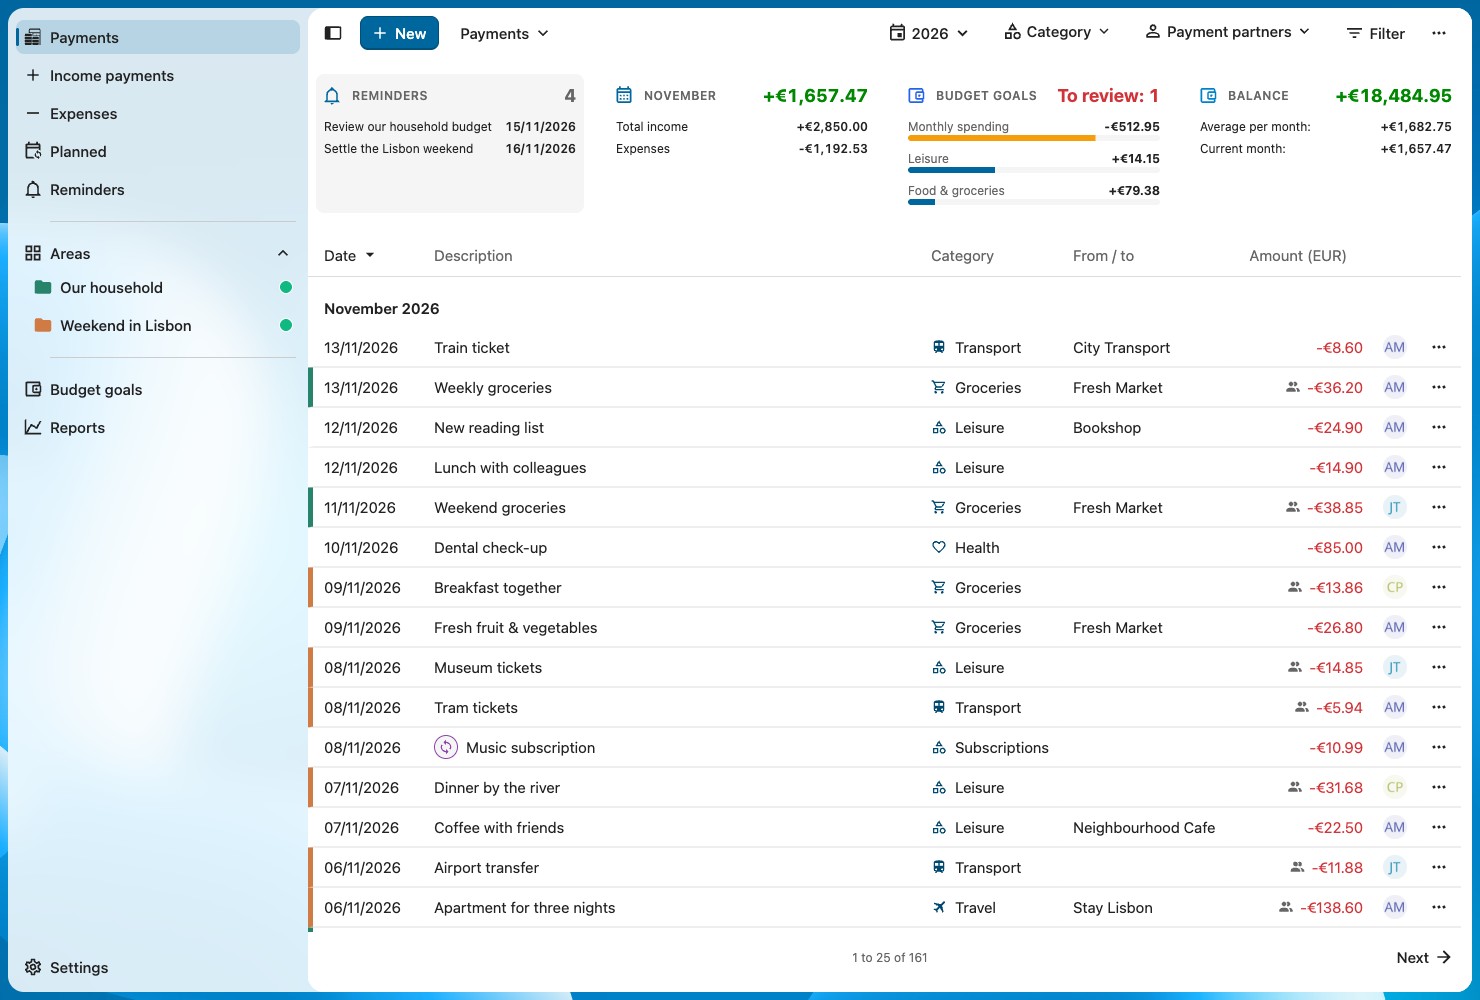 Payments
Income payments
Expenses
Planned
Reminders
Areas
Our household
Weekend in Lisbon
Budget goals
Reports
Settings
New Payments 2026 Category Payment partners Filter
REMINDERS 4
Review our household budget 15/11/2026
Settle the Lisbon weekend 16/11/2026
NOVEMBER +€1,657.47
Total income +€2,850.00
Expenses -€1,192.53
BUDGET GOALS To review: 1
Monthly spending -€512.95
Leisure +€14.15
Food & groceries +€79.38
BALANCE +€18,484.95
Average per month: +€1,682.75
Current month: +€1,657.47
Date Description Category From / to Amount (EUR)
November 2026
13/11/2026 Train ticket Transport City Transport -€8.60 AM
13/11/2026 Weekly groceries Groceries Fresh Market -€36.20 AM
12/11/2026 New reading list Leisure Bookshop -€24.90 AM
12/11/2026 Lunch with colleagues Leisure -€14.90 AM
11/11/2026 Weekend groceries Groceries Fresh Market -€38.85 JT
10/11/2026 Dental check-up Health -€85.00 AM
09/11/2026 Breakfast together Groceries -€13.86 CP
09/11/2026 Fresh fruit & vegetables Groceries Fresh Market -€26.80 AM
08/11/2026 Museum tickets Leisure -€14.85 JT
08/11/2026 Tram tickets Transport -€5.94 AM
08/11/2026 Music subscription Subscriptions -€10.99 AM
07/11/2026 Dinner by the river Leisure -€31.68 CP
07/11/2026 Coffee with friends Leisure Neighbourhood Cafe -€22.50 AM
06/11/2026 Airport transfer Transport -€11.88 JT
06/11/2026 Apartment for three nights Travel Stay Lisbon -€138.60 AM
1 to 25 of 161
Next